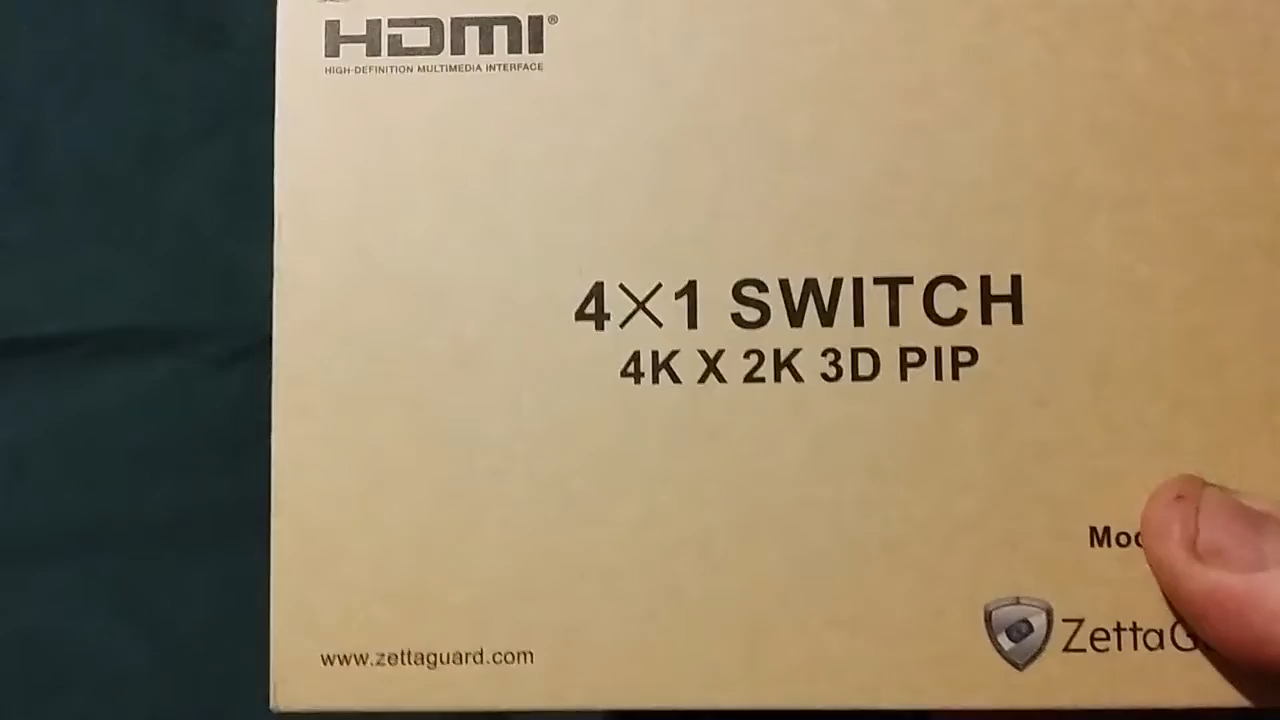 HDMI®
HIGH-DEFINITION MULTIMEDIA INTERFACE
4×1 SWITCH
4K X 2K 3D PIP
www.zettaguard.com